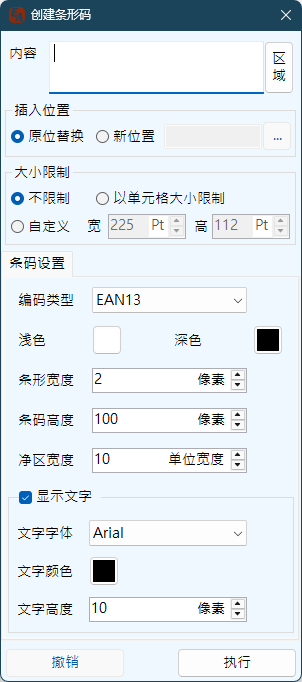 创建条形码
内容
区域
插入位置
原位替换 新位置 ...
大小限制
不限制 以单元格大小限制
自定义 宽 225 Pt 高 112 Pt
条码设置
编码类型 EAN13
浅色 深色
条形宽度 2 像素
条码高度 100 像素
净区宽度 10 单位宽度
显示文字
文字字体 Arial
文字颜色
文字高度 10 像素
撤销 执行